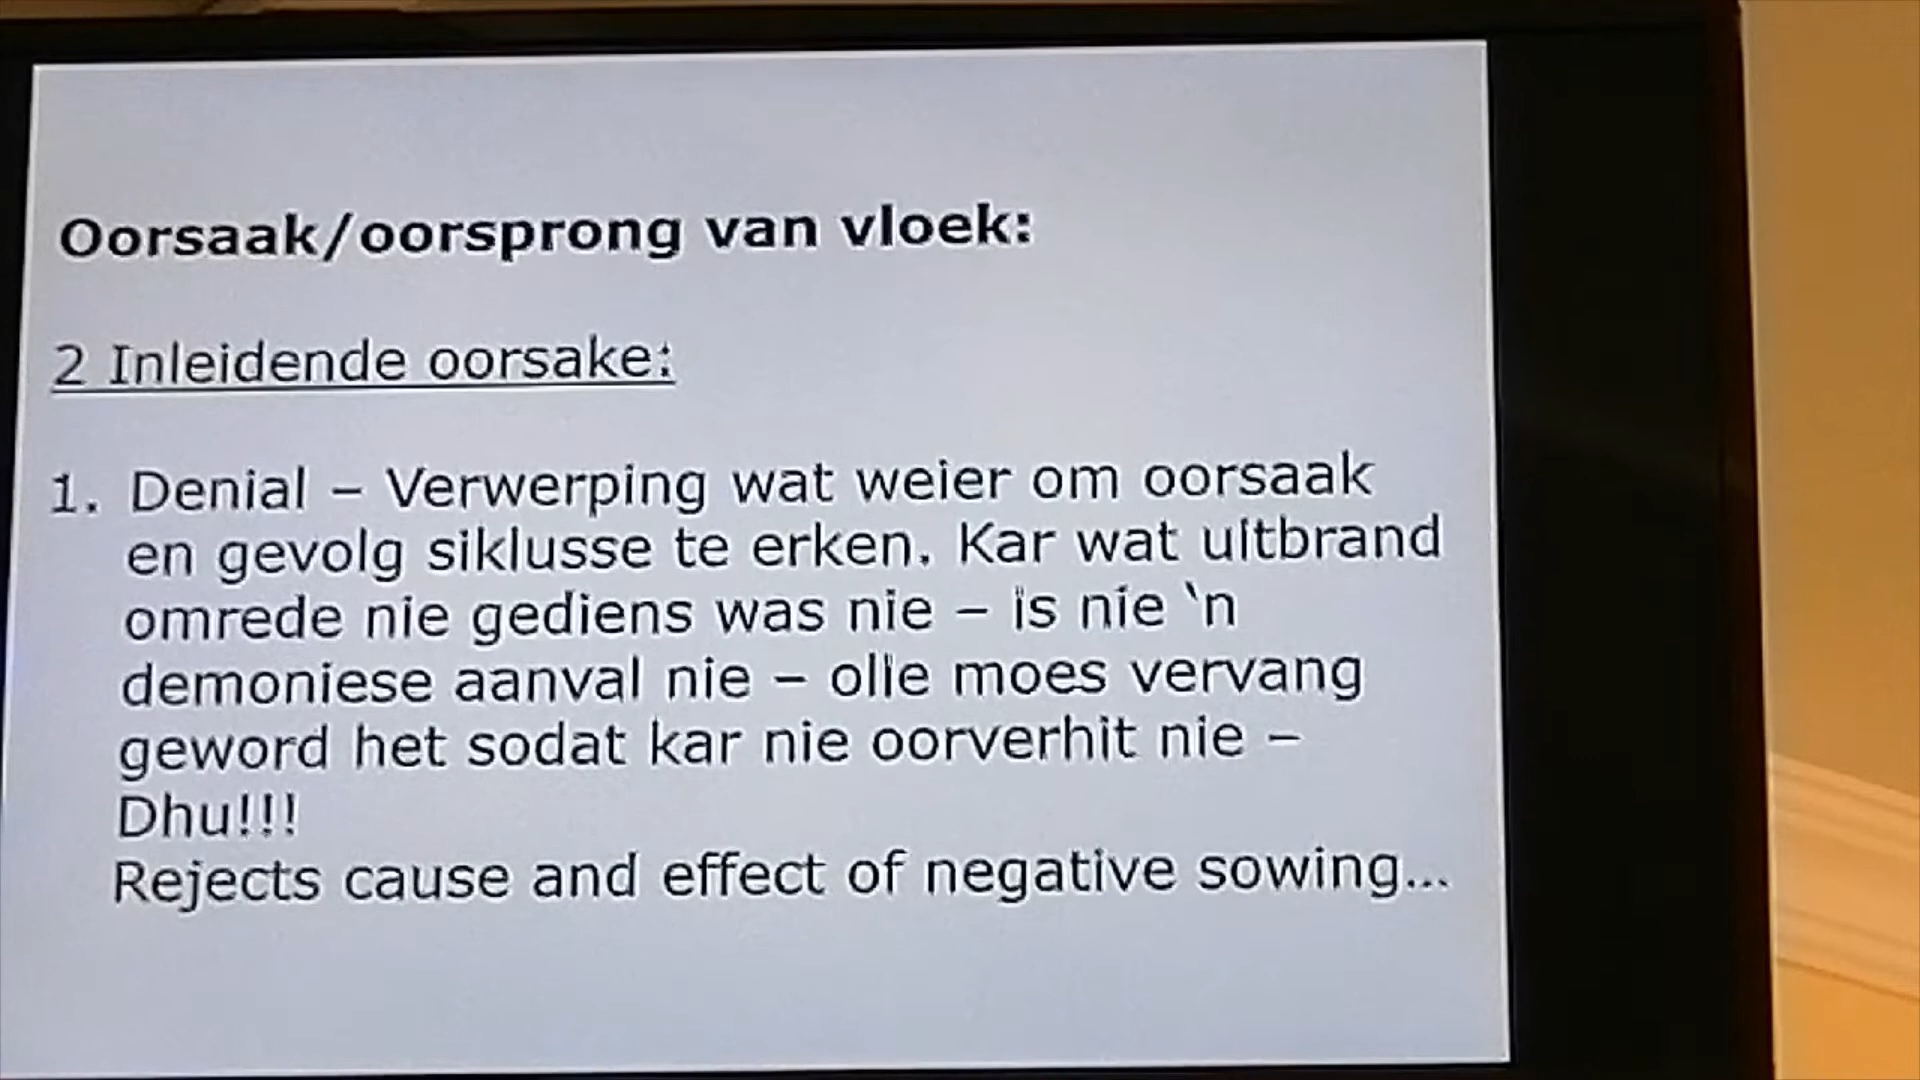 Oorsaak/oorsprong van vloek:
2 Inleidende oorsake:
1. Denial – Verwerping wat weier om oorsaak
en gevolg siklusse te erken. Kar wat uitbrand
omrede nie gediens was nie – is nie ‘n
demoniese aanval nie – olie moes vervang
geword het sodat kar nie oorverhit nie –
Dhu!!!
Rejects cause and effect of negative sowing...